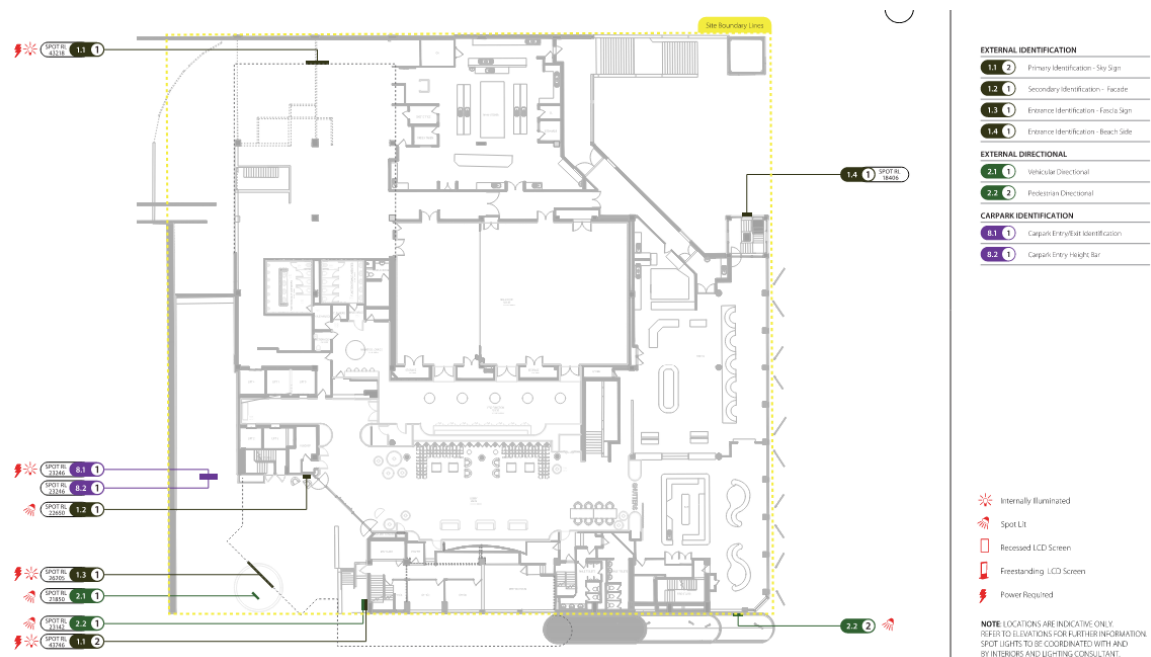 Site Boundary Lines
SPOT RL
43216
1.1 1
1.4 1
SPOT RL
18406
SPOT RL
23246
8.1 1
SPOT RL
23246
8.2 1
SPOT RL
22650
1.2 1
SPOT RL
26705
1.3 1
SPOT RL
21850
2.1 1
SPOT RL
2.2 1
SPOT RL
43246
1.1 2
2.2 2
EXTERNAL IDENTIFICATION
1.1 2 Primary Identification - Sky Sign
1.2 1 Secondary Identification - Facade
1.3 1 Entrance Identification - Fascia Sign
1.4 1 Entrance Identification - Beach Side
EXTERNAL DIRECTIONAL
2.1 1 Vehicular Directional
2.2 2 Pedestrian Directional
CARPARK IDENTIFICATION
8.1 1 Carpark Entry/Exit Identification
8.2 1 Carpark Entry Height Bar
Internally Illuminated
Spot Lit
Recessed LCD Screen
Freestanding LCD Screen
Power Required
NOTE: LOCATIONS ARE INDICATIVE ONLY.
REFER TO ELEVATIONS FOR FURTHER INFORMATION.
SPOT LIGHTS TO BE COORDINATED WITH AND
BY INTERIORS AND LIGHTING CONSULTANT.